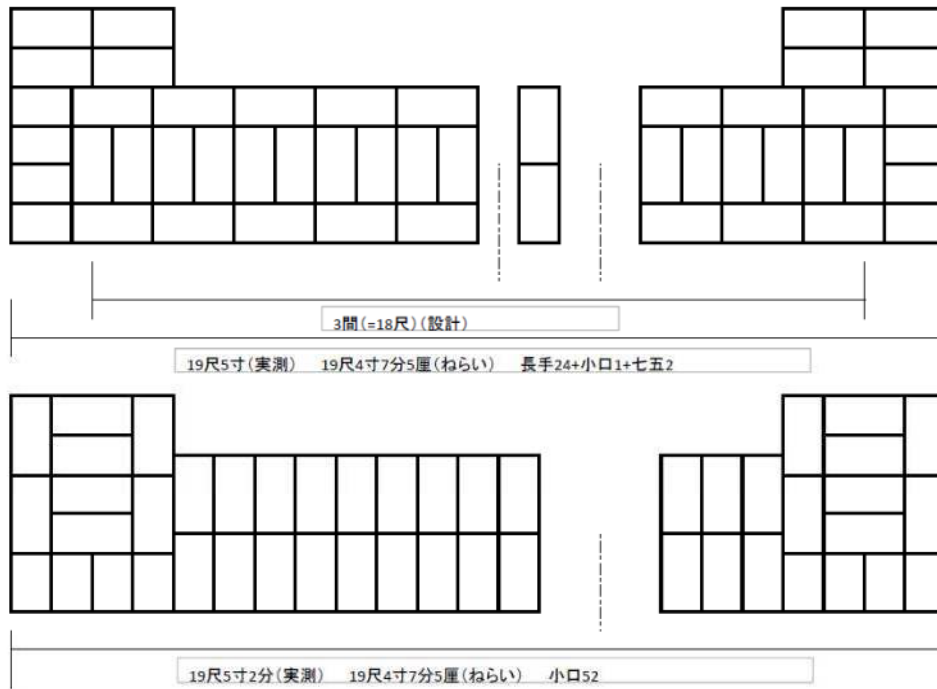 3間(=18尺)(設計)
19尺5寸(実測) 19尺4寸7分5厘(ねらい) 長手24+小口1+七五2
19尺5寸2分(実測) 19尺4寸7分5厘(ねらい) 小口52